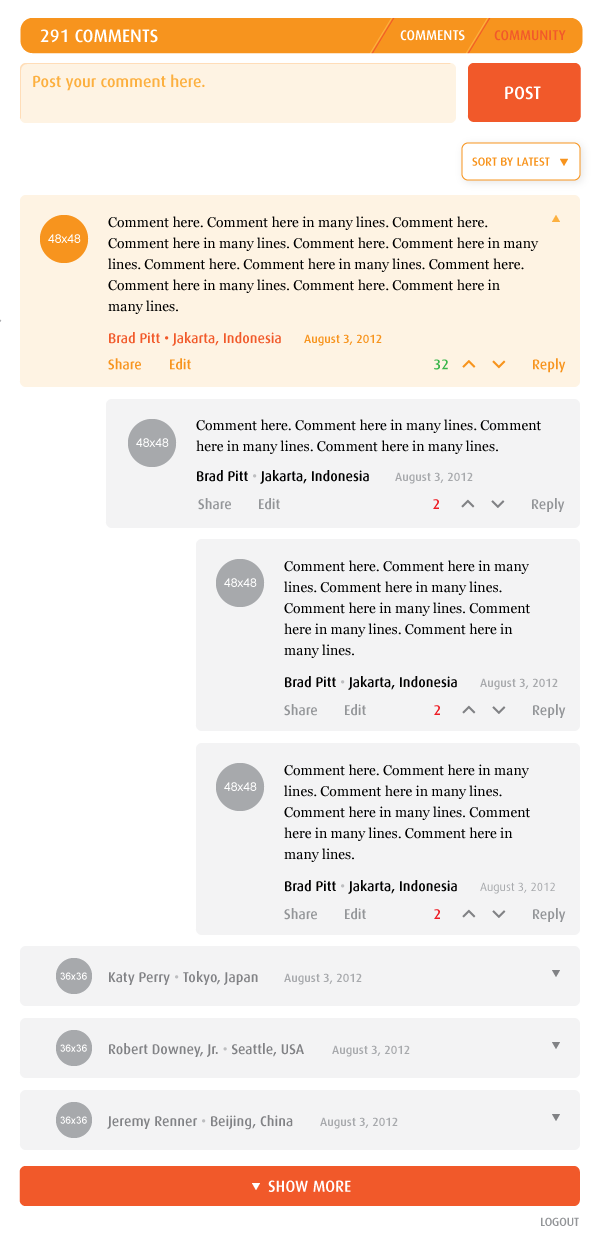 291 COMMENTS
COMMENTS
COMMUNITY
Post your comment here.
POST
SORT BY LATEST ▼
48x48
Comment here. Comment here in many lines. Comment here.
Comment here in many lines. Comment here. Comment here in many
lines. Comment here. Comment here in many lines. Comment here.
Comment here in many lines. Comment here. Comment here in
many lines.
Brad Pitt • Jakarta, Indonesia August 3, 2012
Share Edit 32 Reply
48x48
Comment here. Comment here in many lines. Comment
here in many lines. Comment here in many lines.
Brad Pitt • Jakarta, Indonesia August 3, 2012
Share Edit 2 Reply
48x48
Comment here. Comment here in many
lines. Comment here in many lines.
Comment here in many lines. Comment
here in many lines. Comment here in
many lines.
Brad Pitt • Jakarta, Indonesia August 3, 2012
Share Edit 2 Reply
48x48
Comment here. Comment here in many
lines. Comment here in many lines.
Comment here in many lines. Comment
here in many lines. Comment here in
many lines.
Brad Pitt • Jakarta, Indonesia August 3, 2012
Share Edit 2 Reply
36x36
Katy Perry • Tokyo, Japan August 3, 2012
36x36
Robert Downey, Jr. • Seattle, USA August 3, 2012
36x36
Jeremy Renner • Beijing, China August 3, 2012
▼ SHOW MORE
LOGOUT